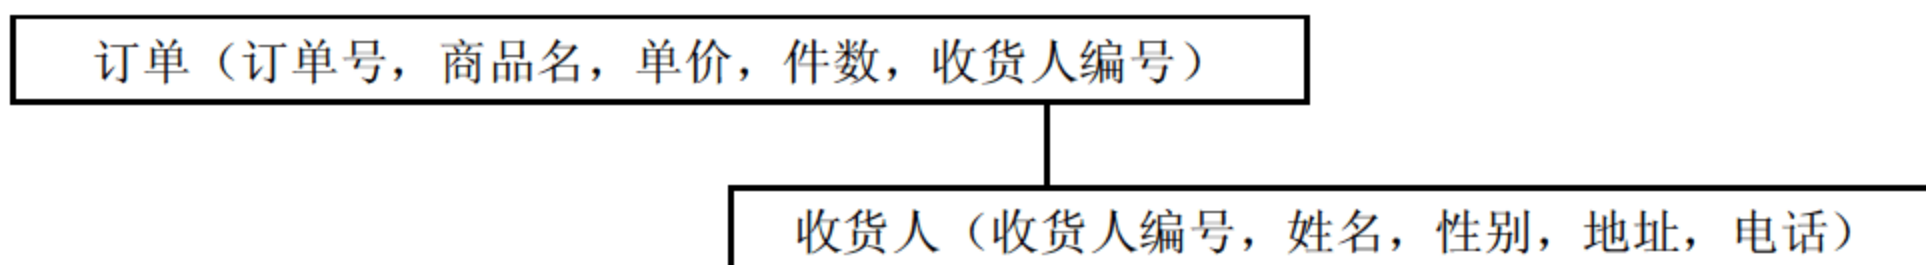 订单（订单号，商品名，单价，件数，收货人编号）
收货人（收货人编号，姓名，性别，地址，电话）